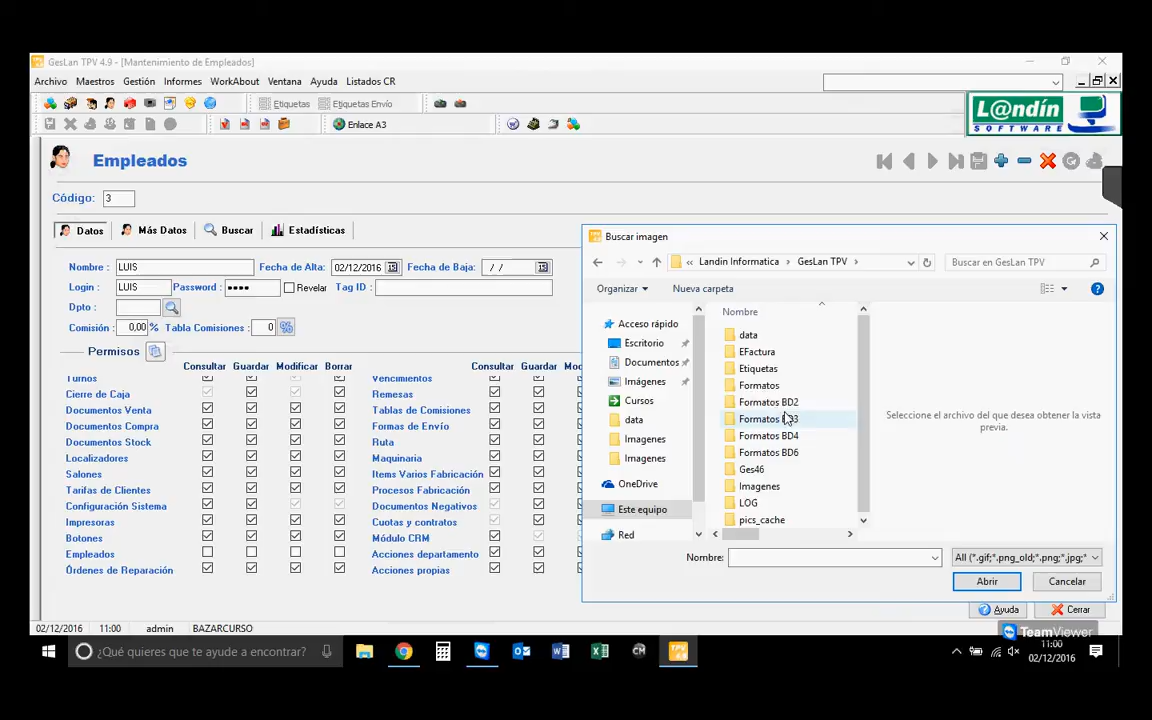 GesLan TPV 4.9 - [Mantenimiento de Empleados]
Archivo Maestros Gestión Informes WorkAbout Ventana Ayuda Listados CR
Etiquetas Etiquetas Envío
Enlace A3
L@ndín
SOFTWARE
Empleados
Código: 3
Datos Más Datos Buscar Estadísticas
Nombre : LUIS Fecha de Alta: 02/12/2016 Fecha de Baja: / /
Login : LUIS Password : •••• Revelar Tag ID :
Dpto :
Comisión : 0,00 % Tabla Comisiones : 0 %
Permisos
Consultar Guardar Modificar Borrar Consultar Guardar
Turnos Vencimientos
Cierre de Caja Remesas
Documentos Venta Tablas de Comisiones
Documentos Compra Formas de Envío
Documentos Stock Ruta
Localizadores Maquinaria
Salones Items Varios Fabricación
Tarifas de Clientes Procesos Fabricación
Configuración Sistema Documentos Negativos
Impresoras Cuotas y contratos
Botones Módulo CRM
Empleados Acciones departamento
Órdenes de Reparación Acciones propias
Buscar imagen
« Landin Informatica > GesLan TPV > Buscar en GesLan TPV
Organizar Nueva carpeta
Acceso rápido
Escritorio
Documentos
Imágenes
Cursos
data
Imagenes
Imagenes
OneDrive
Este equipo
Red
Nombre
data
EFactura
Etiquetas
Formatos
Formatos BD2
Formatos BD3
Formatos BD4
Formatos BD6
Ges46
Imagenes
LOG
pics_cache
Seleccione el archivo del que desea obtener la vista
previa.
Nombre: All (*.gif;*.png_old;*.png;*.jpg;*
Abrir Cancelar
Ayuda Cerrar
02/12/2016 11:00 admin BAZARCURSO
TeamViewer
¿Qué quieres que te ayude a encontrar?
TPV
4.9
11:00
02/12/2016